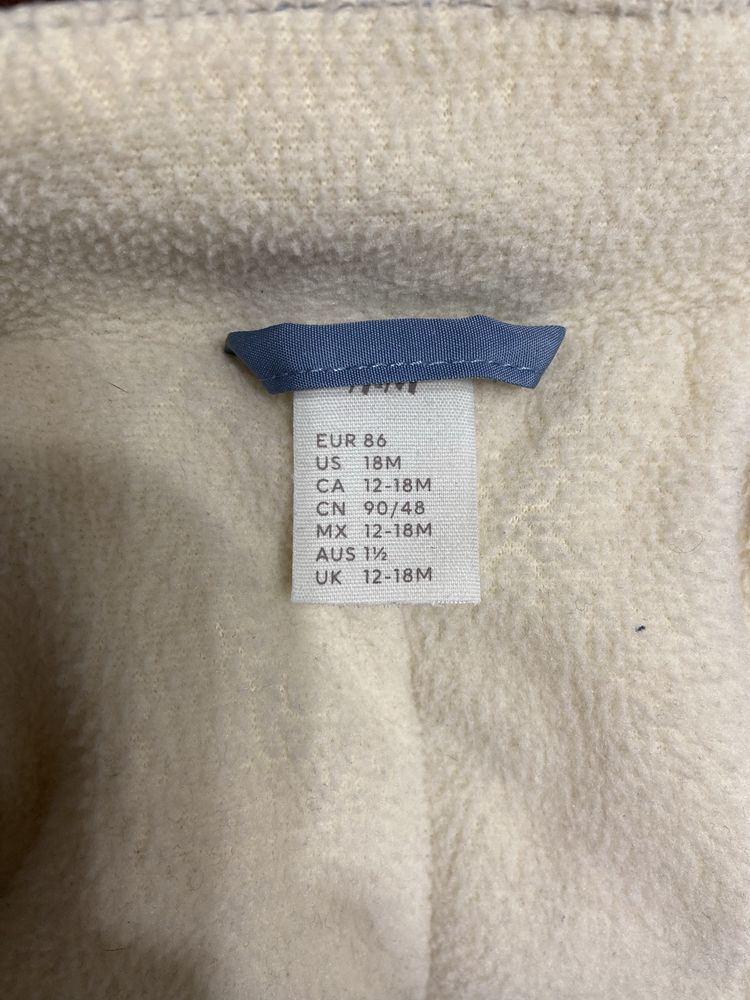 H&M
EUR 86
US 18M
CA 12-18M
CN 90/48
MX 12-18M
AUS 1½
UK 12-18M